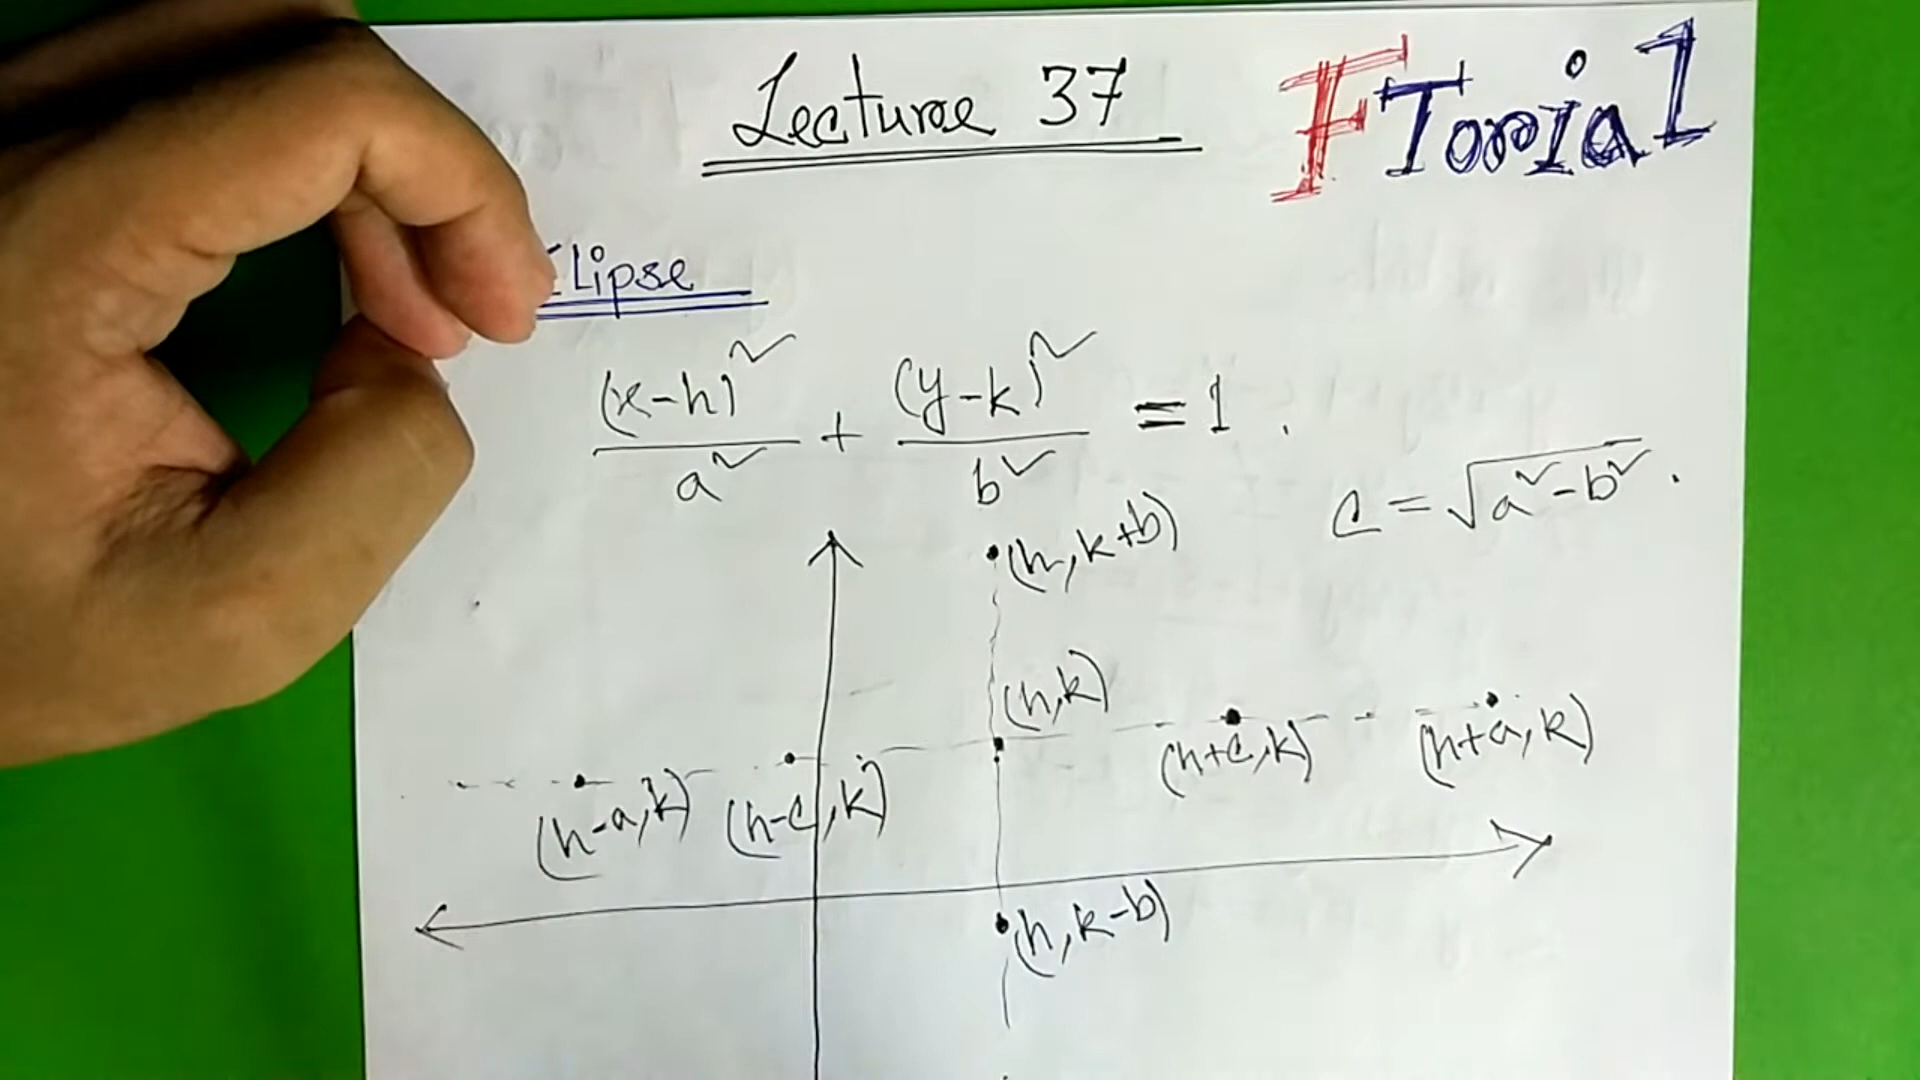 Lecture 37
FTorial
Elipse
(x-h)² / a² + (y-k)² / b² = 1.
c = √(a²-b²).
(h, k+b)
(h,k)
(h-a,k) (h-c,k) (h+c,k) (h+a,k)
(h, k-b)